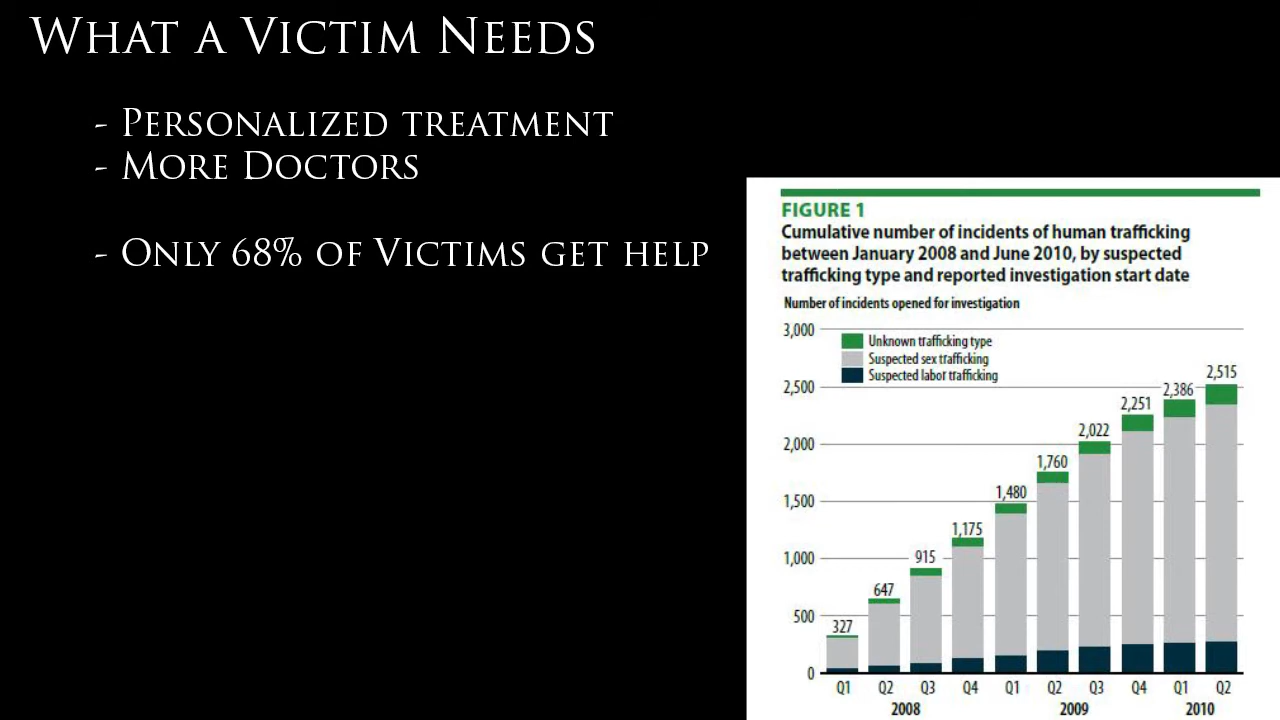 What a Victim Needs
- Personalized treatment
- More Doctors
- Only 68% of Victims get help
FIGURE 1
Cumulative number of incidents of human trafficking
between January 2008 and June 2010, by suspected
trafficking type and reported investigation start date
Number of incidents opened for investigation
3,000
Unknown trafficking type
Suspected sex trafficking
Suspected labor trafficking
2,500
2,000
1,500
1,000
500
0
327
647
915
1,175
1,480
1,760
2,022
2,251
2,386
2,515
Q1 Q2 Q3 Q4 Q1 Q2 Q3 Q4 Q1 Q2
2008 2009 2010